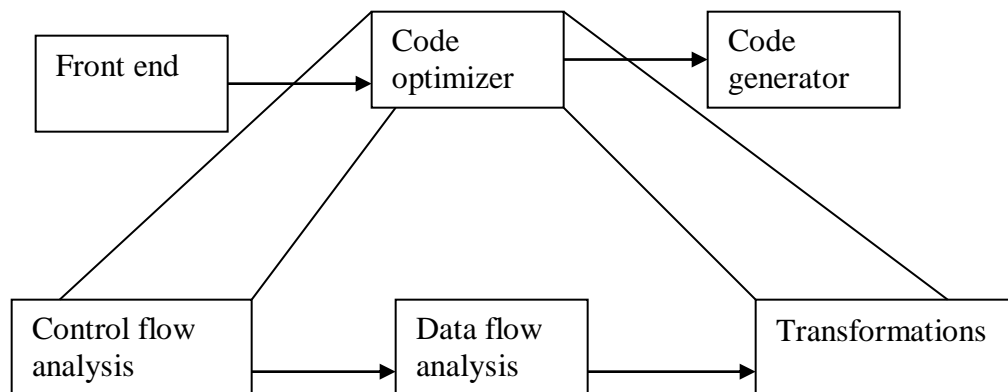 Front end
Code
optimizer
Code
generator
Control flow
analysis
Data flow
analysis
Transformations